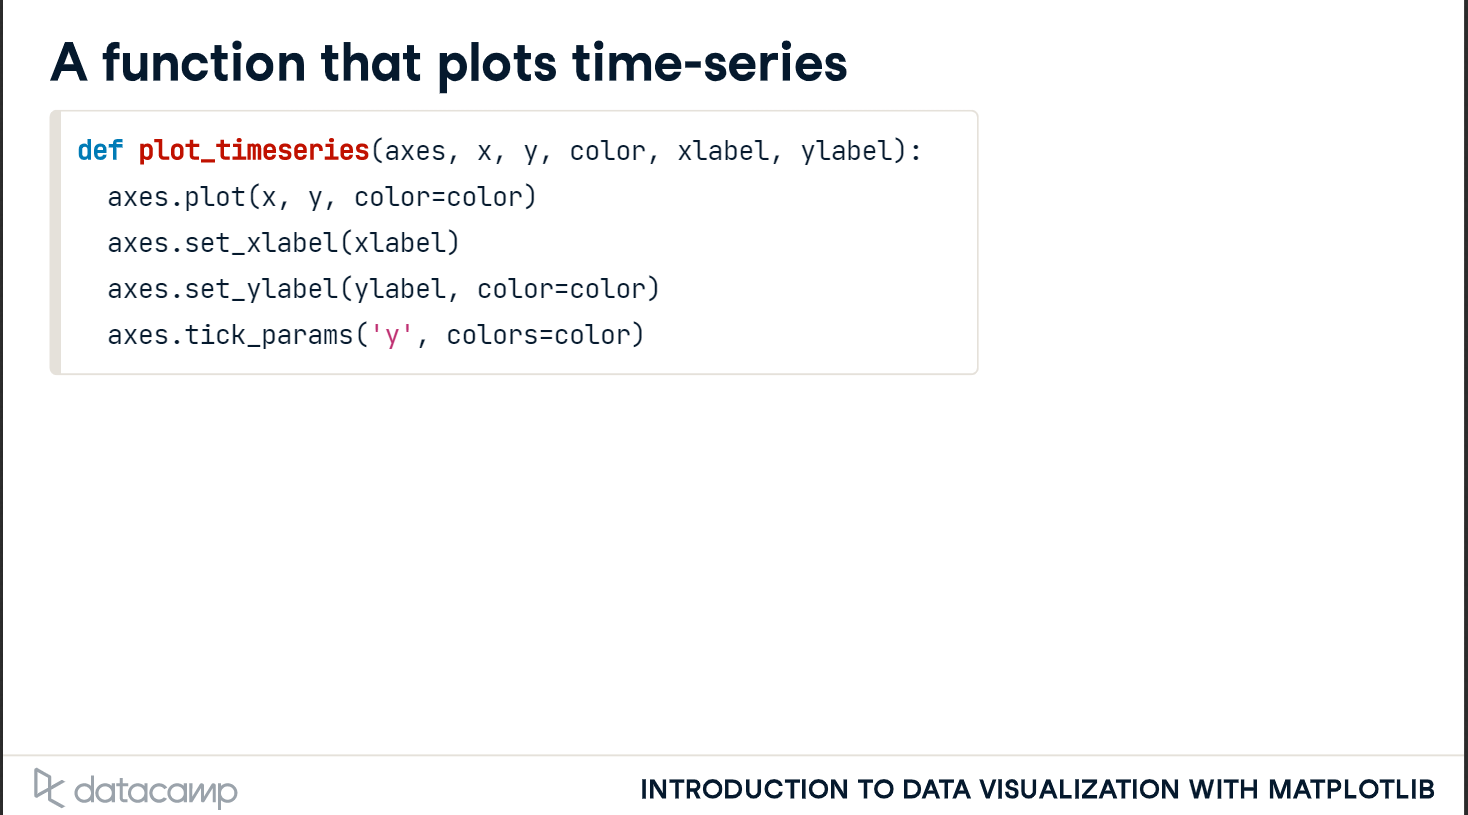 A function that plots time-series
def plot_timeseries(axes, x, y, color, xlabel, ylabel):
  axes.plot(x, y, color=color)
  axes.set_xlabel(xlabel)
  axes.set_ylabel(ylabel, color=color)
  axes.tick_params('y', colors=color)
datacamp
INTRODUCTION TO DATA VISUALIZATION WITH MATPLOTLIB